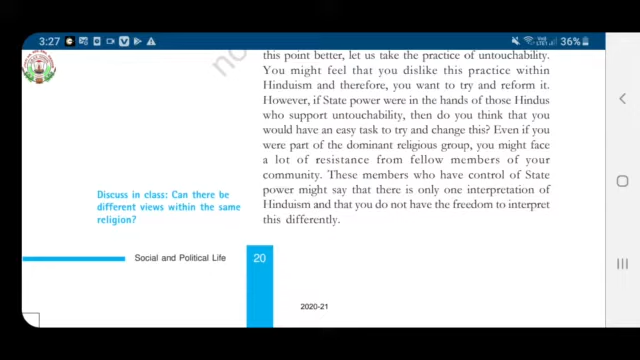 3:27
36%
no
this point better, let us take the practice of untouchability.
You might feel that you dislike this practice within
Hinduism and therefore, you want to try and reform it.
However, if State power were in the hands of those Hindus
who support untouchability, then do you think that you
would have an easy task to try and change this? Even if you
were part of the dominant religious group, you might face
a lot of resistance from fellow members of your
community. These members who have control of State
power might say that there is only one interpretation of
Hinduism and that you do not have the freedom to interpret
this differently.
Discuss in class: Can there be
different views within the same
religion?
Social and Political Life
20
2020-21